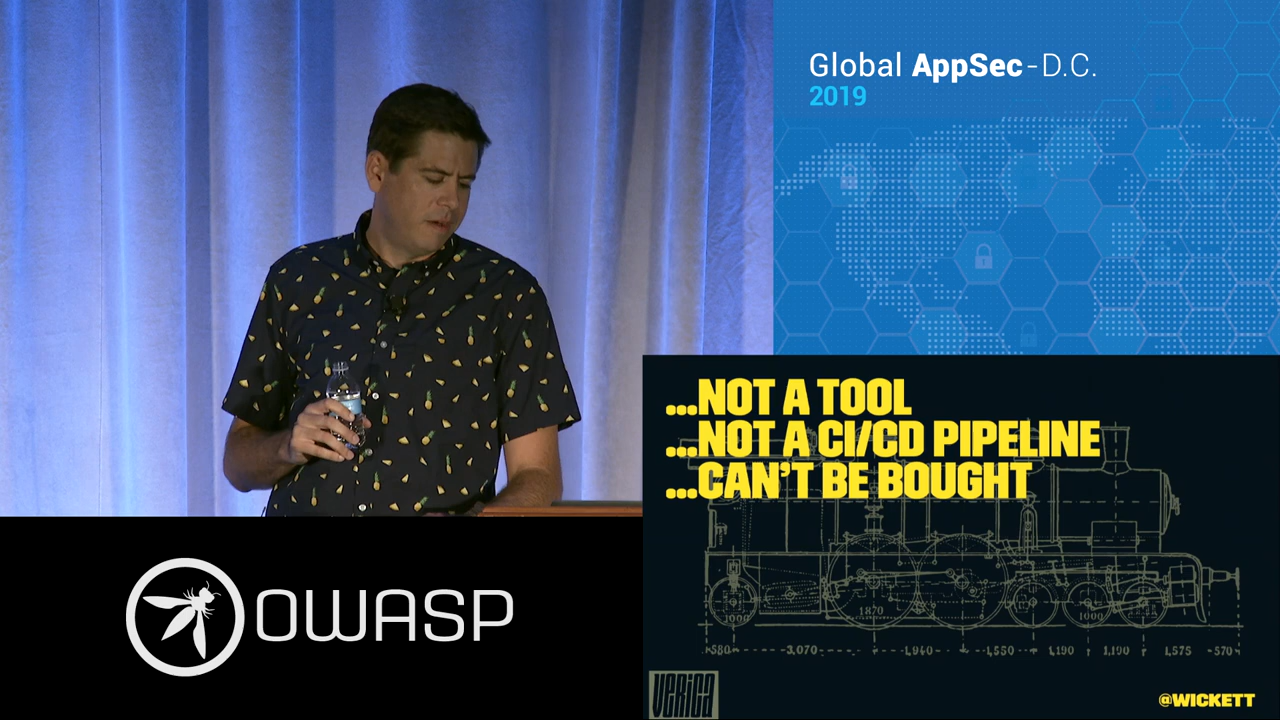 Global AppSec - D.C.
2019
...NOT A TOOL
...NOT A CI/CD PIPELINE
...CAN'T BE BOUGHT
1000
1870
1000
580
3,070
1,940
1,550
1,190
1,190
1,575
570
VERICA
@WICKETT
OWASP